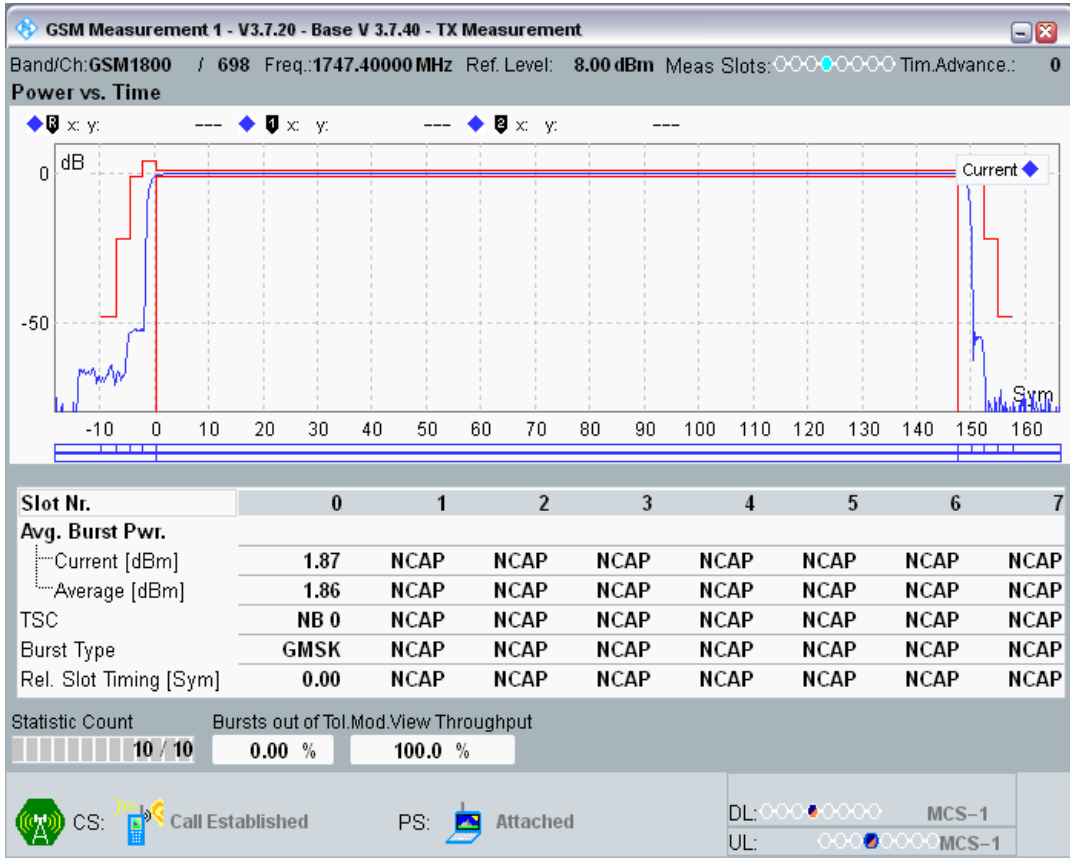 GSM Measurement 1 - V3.7.20 - Base V 3.7.40 - TX Measurement
Band/Ch:GSM1800 / 698 Freq.:1747.40000 MHz Ref. Level: 8.00 dBm Meas Slots: Tim.Advance.: 0
Power vs. Time
R x: y: --- 1 x: y: --- 2 x: y: ---
dB
0
Current
-50
Sym
-10 0 10 20 30 40 50 60 70 80 90 100 110 120 130 140 150 160
Slot Nr. 0 1 2 3 4 5 6 7
Avg. Burst Pwr.
Current [dBm] 1.87 NCAP NCAP NCAP NCAP NCAP NCAP NCAP
Average [dBm] 1.86 NCAP NCAP NCAP NCAP NCAP NCAP NCAP
TSC NB 0 NCAP NCAP NCAP NCAP NCAP NCAP NCAP
Burst Type GMSK NCAP NCAP NCAP NCAP NCAP NCAP NCAP
Rel. Slot Timing [Sym] 0.00 NCAP NCAP NCAP NCAP NCAP NCAP NCAP
Statistic Count Bursts out of Tol. Mod.View Throughput
10 / 10 0.00 % 100.0 %
CS: Call Established PS: Attached
DL: MCS-1
UL: MCS-1